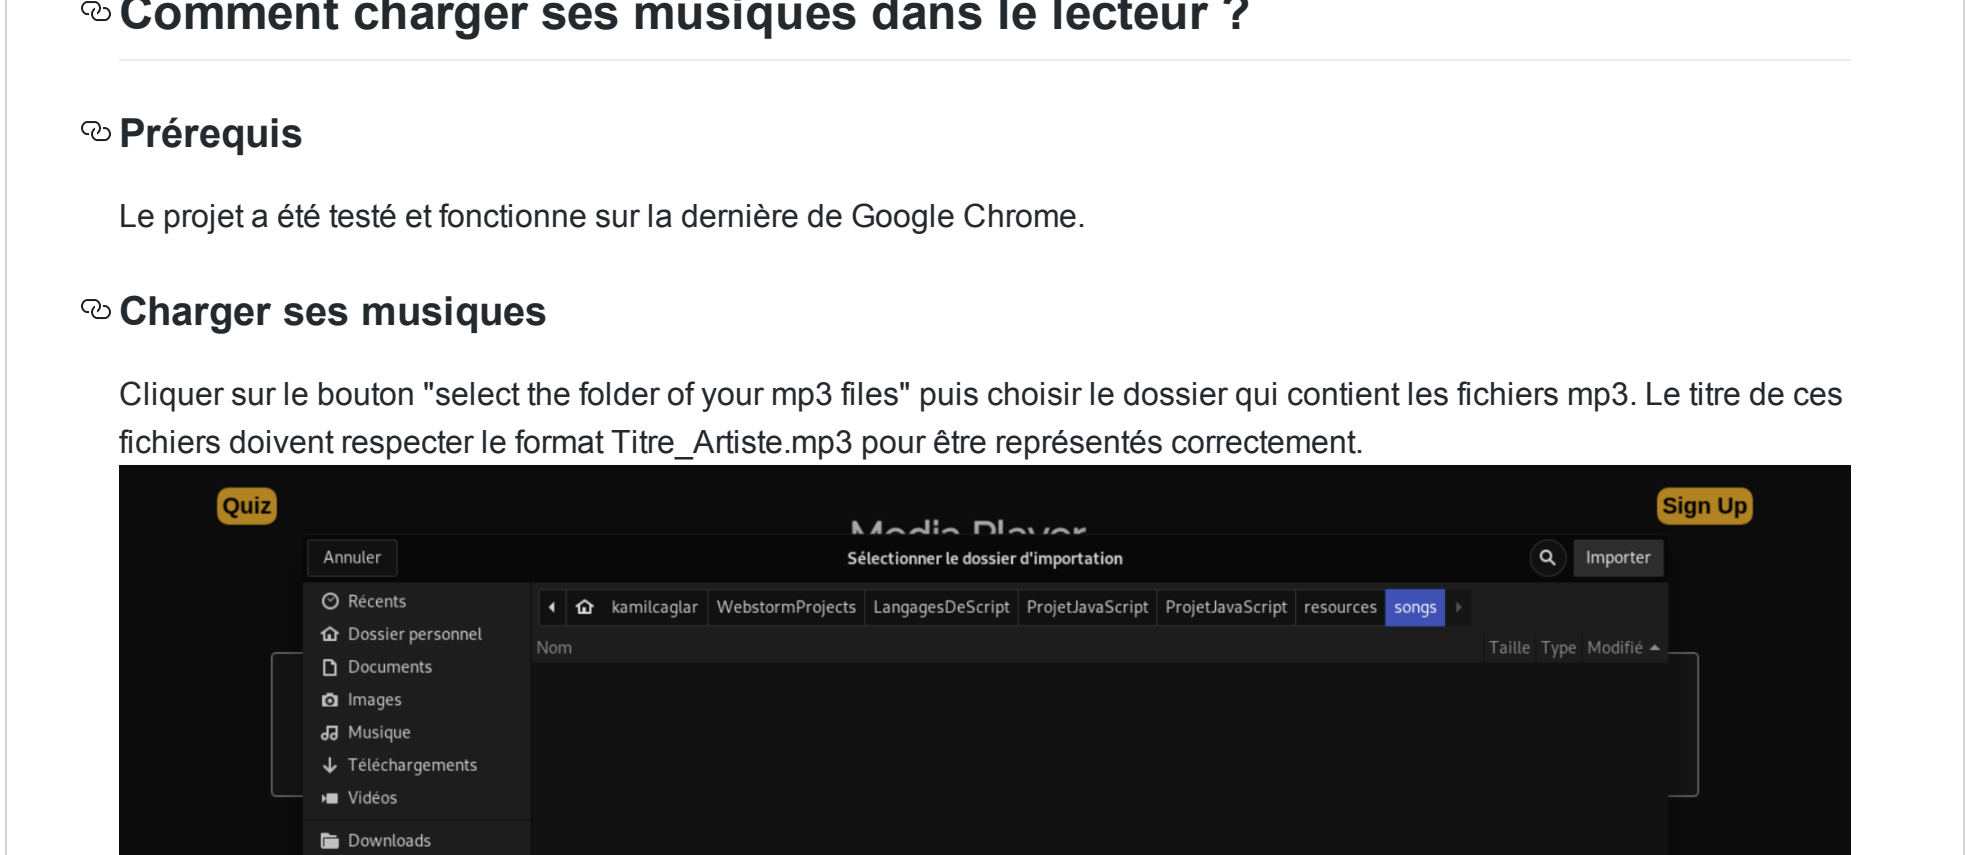 Comment charger ses musiques dans le lecteur ?
Prérequis
Le projet a été testé et fonctionne sur la dernière de Google Chrome.
Charger ses musiques
Cliquer sur le bouton "select the folder of your mp3 files" puis choisir le dossier qui contient les fichiers mp3. Le titre de ces
fichiers doivent respecter le format Titre_Artiste.mp3 pour être représentés correctement.
Quiz
Media Player
Sign Up
Annuler
Sélectionner le dossier d'importation
Importer
Récents
kamilcaglar WebstormProjects LangagesDeScript ProjetJavaScript ProjetJavaScript resources songs
Dossier personnel
Nom Taille Type Modifié
Documents
Images
Musique
Téléchargements
Vidéos
Downloads